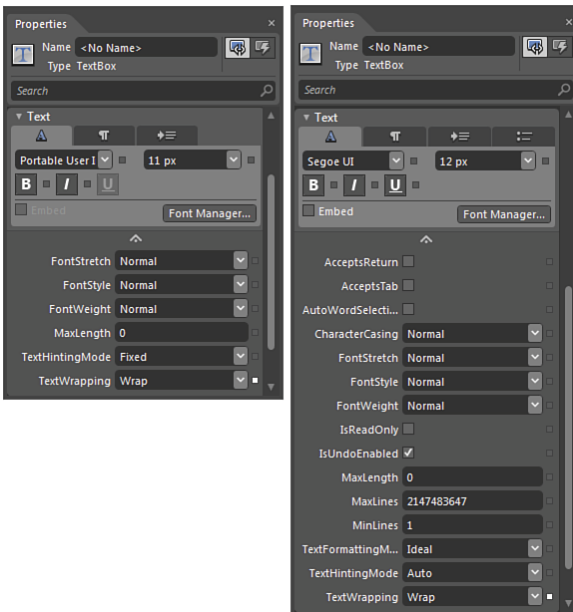 Properties ×
Name <No Name>
Type TextBox
Search
Text
A ¶
Portable User I 11 px
B I U
Embed Font Manager...
FontStretch Normal
FontStyle Normal
FontWeight Normal
MaxLength 0
TextHintingMode Fixed
TextWrapping Wrap
Properties ×
Name <No Name>
Type TextBox
Search
Text
A ¶
Segoe UI 12 px
B I U
Embed Font Manager...
AcceptsReturn
AcceptsTab
AutoWordSelecti...
CharacterCasing Normal
FontStretch Normal
FontStyle Normal
FontWeight Normal
IsReadOnly
IsUndoEnabled
MaxLength 0
MaxLines 2147483647
MinLines 1
TextFormattingM... Ideal
TextHintingMode Auto
TextWrapping Wrap